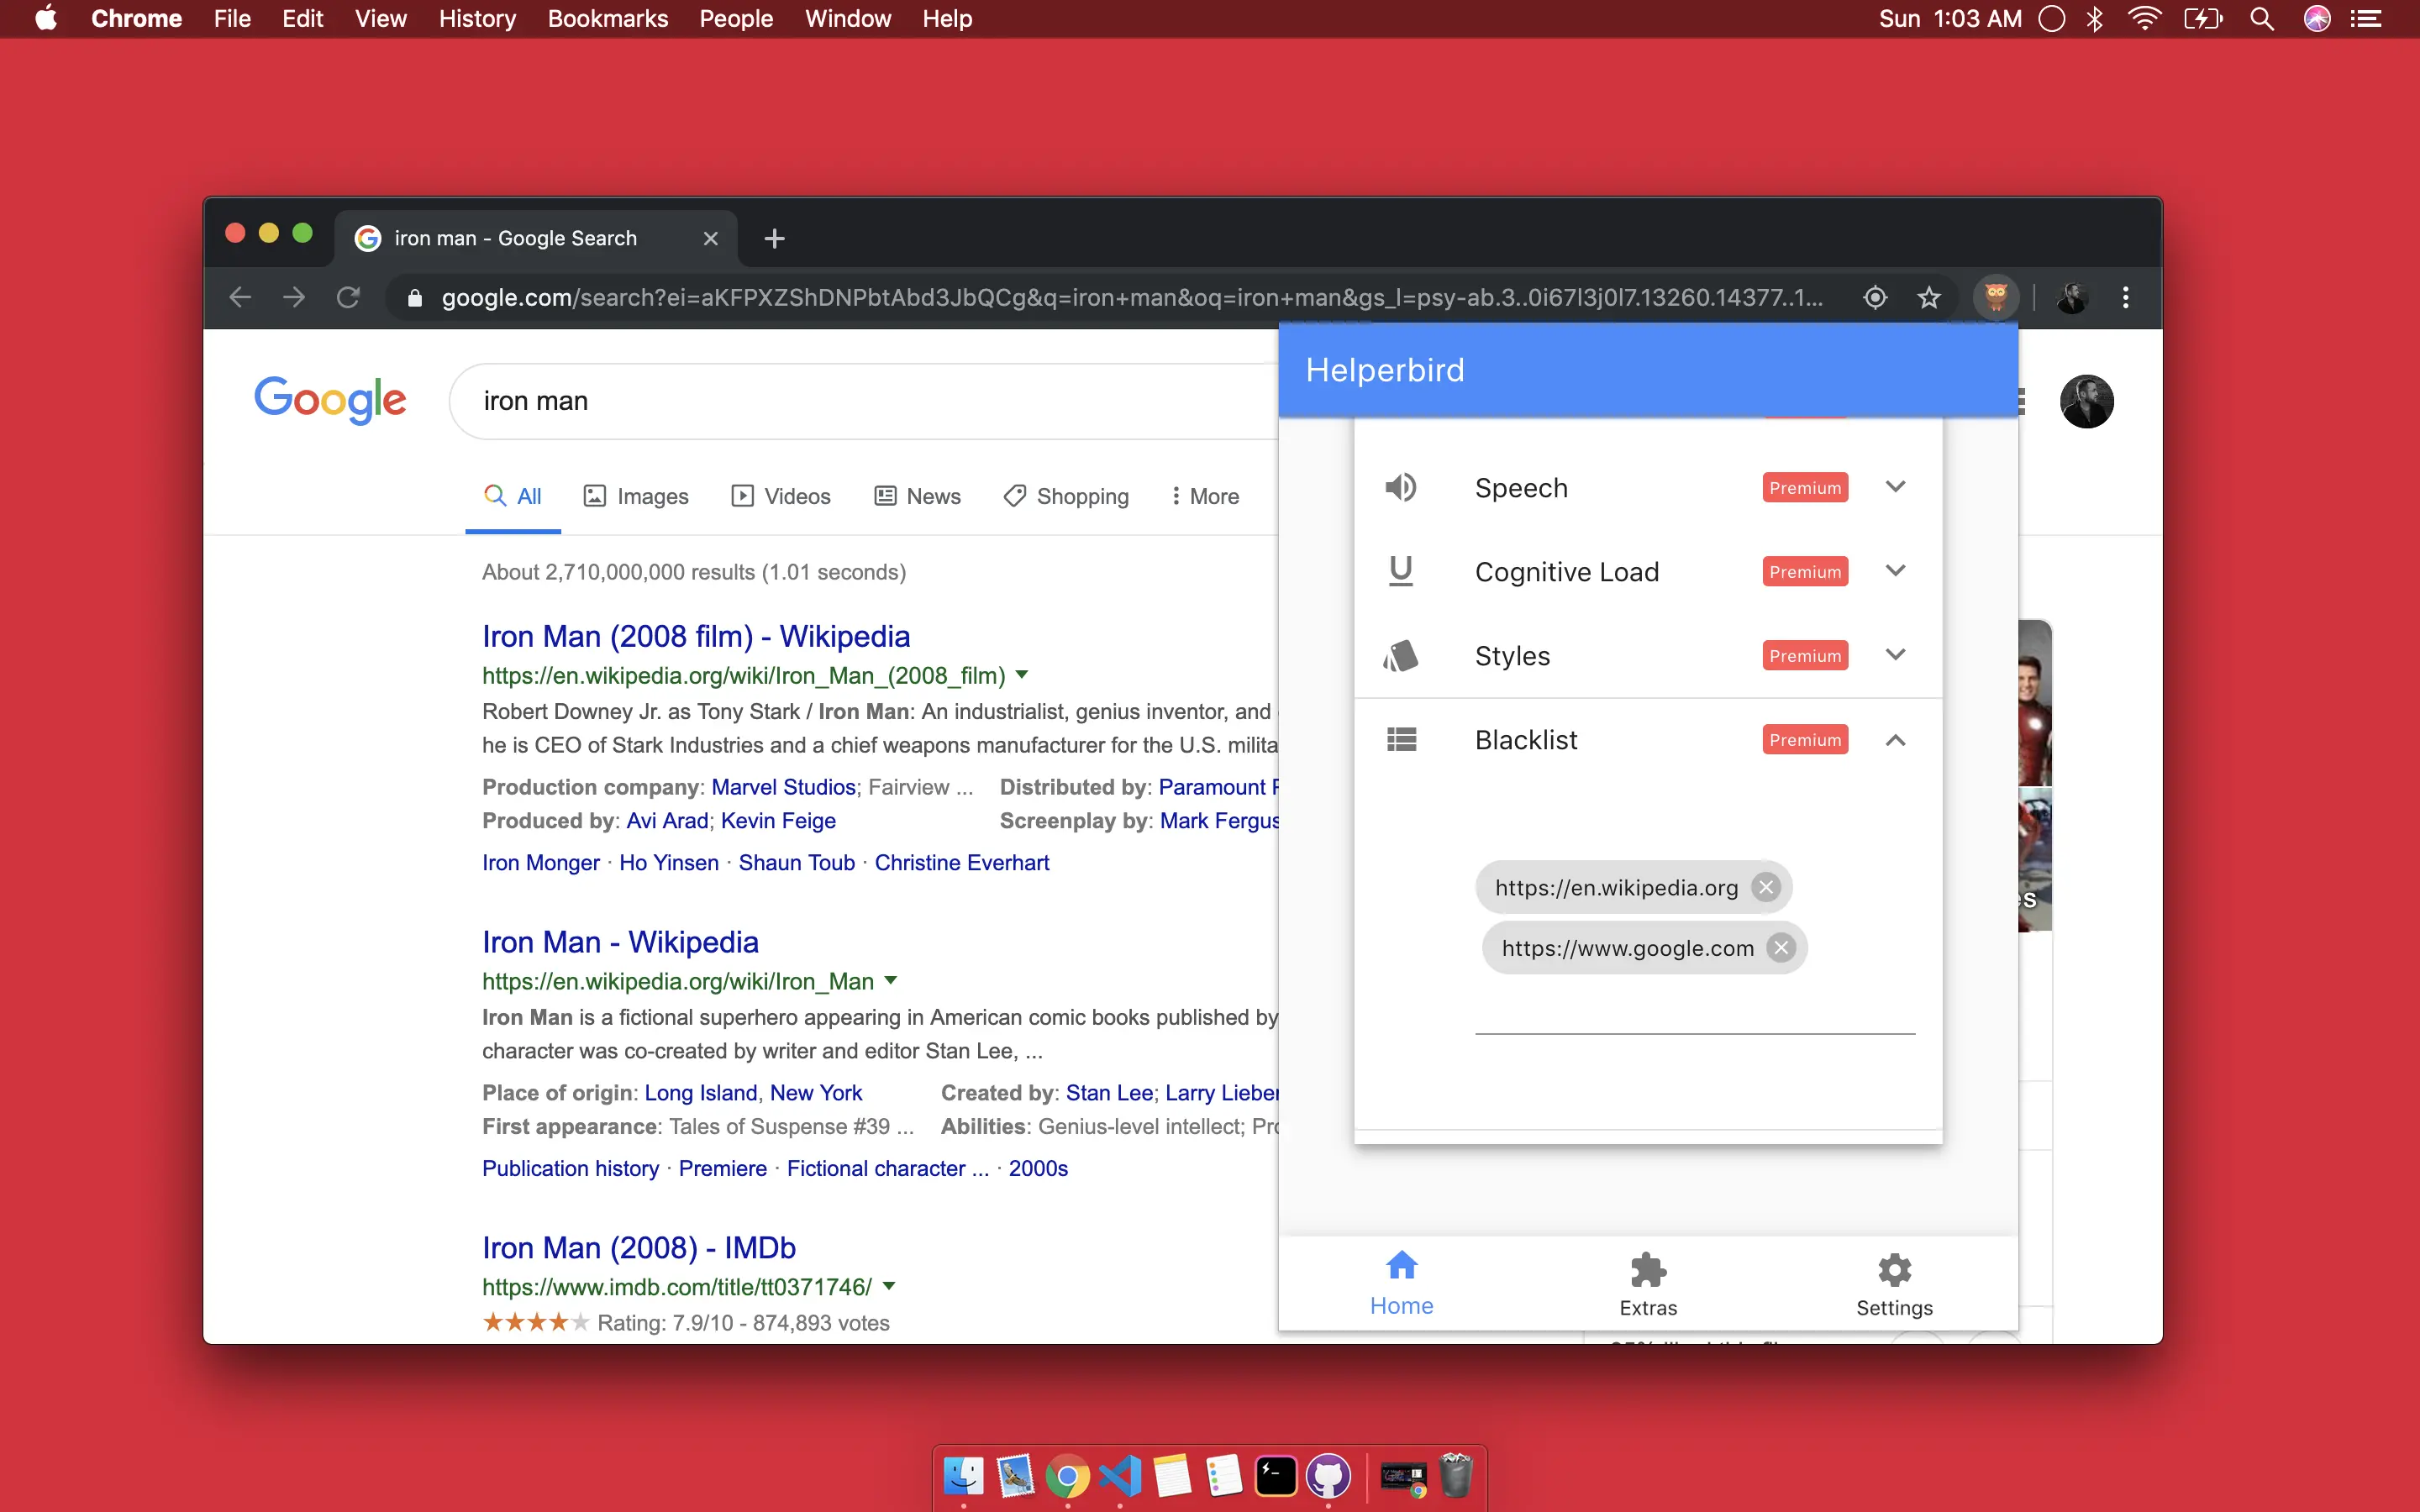 Chrome File Edit View History Bookmarks People Window Help Sun 1:03 AM
iron man - Google Search
google.com/search?ei=aKFPXZShDNPbtAbd3JbQCg&q=iron+man&oq=iron+man&gs_l=psy-ab.3..0i67l3j0l7.13260.14377..1...
Google
iron man
All Images Videos News Shopping More
About 2,710,000,000 results (1.01 seconds)
Iron Man (2008 film) - Wikipedia
https://en.wikipedia.org/wiki/Iron_Man_(2008_film)
Robert Downey Jr. as Tony Stark / Iron Man: An industrialist, genius inventor, and
he is CEO of Stark Industries and a chief weapons manufacturer for the U.S. milita
Production company: Marvel Studios; Fairview ... Distributed by: Paramount
Produced by: Avi Arad; Kevin Feige Screenplay by: Mark Fergus
Iron Monger · Ho Yinsen · Shaun Toub · Christine Everhart
Iron Man - Wikipedia
https://en.wikipedia.org/wiki/Iron_Man
Iron Man is a fictional superhero appearing in American comic books published by
character was co-created by writer and editor Stan Lee, ...
Place of origin: Long Island, New York Created by: Stan Lee; Larry Lieber
First appearance: Tales of Suspense #39 ... Abilities: Genius-level intellect;
Publication history · Premiere · Fictional character ... · 2000s
Iron Man (2008) - IMDb
https://www.imdb.com/title/tt0371746/
Rating: 7.9/10 - 874,893 votes
Helperbird
Speech Premium
Cognitive Load Premium
Styles Premium
Blacklist Premium
https://en.wikipedia.org
https://www.google.com
Home Extras Settings